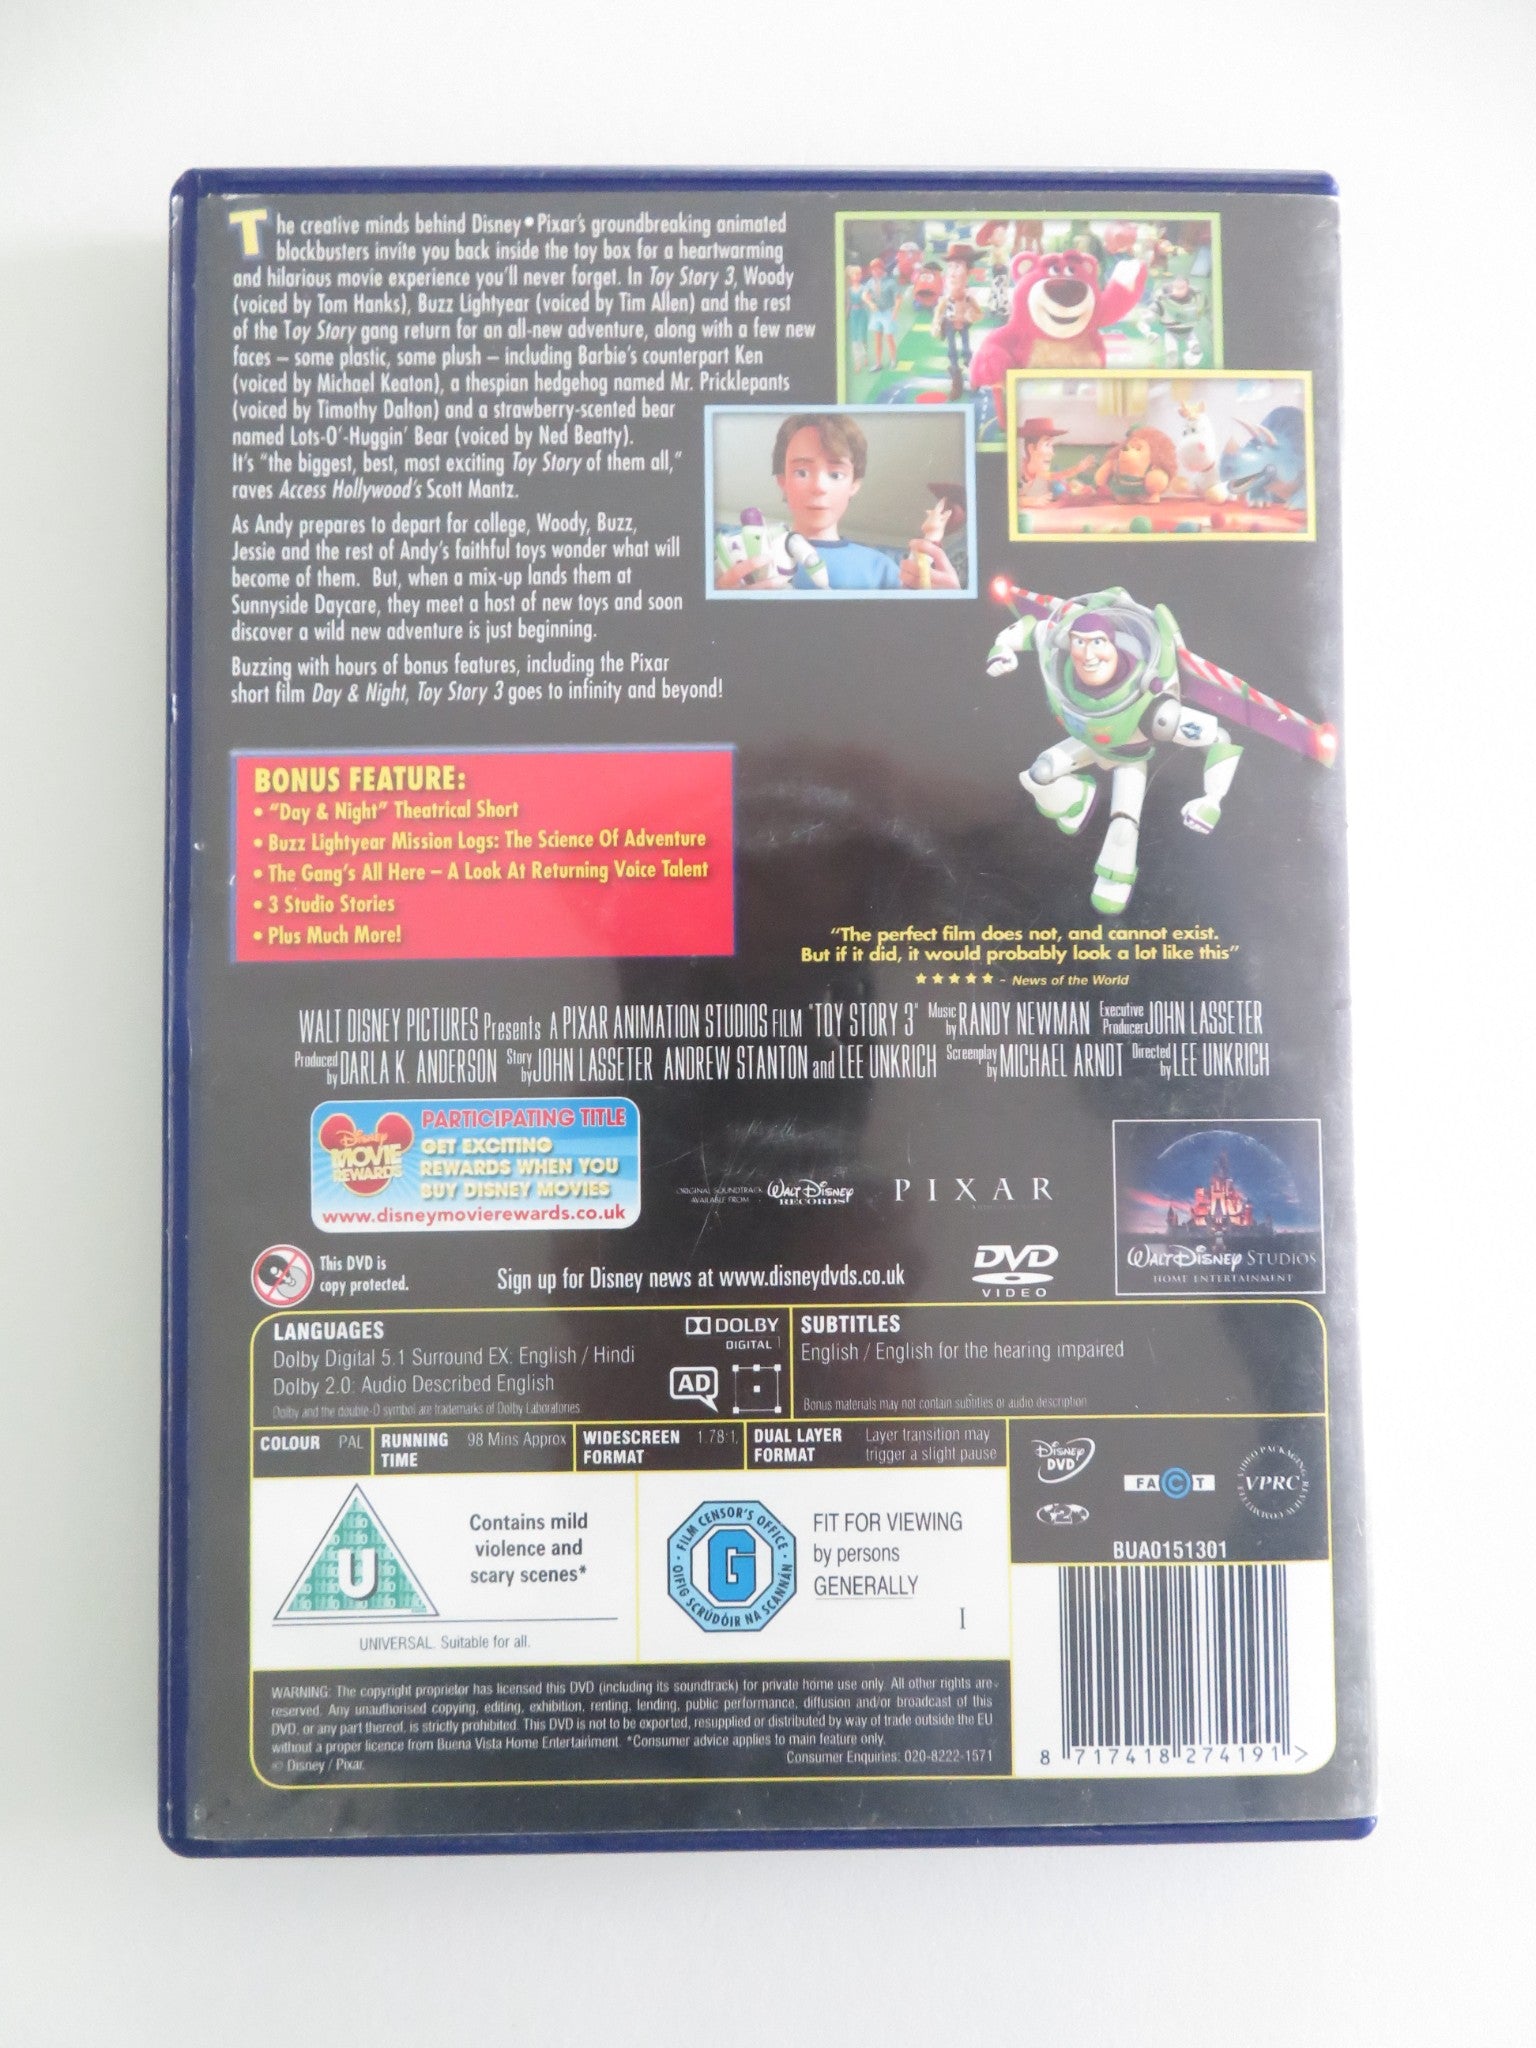 The creative minds behind Disney•Pixar's groundbreaking animated
blockbusters invite you back inside the toy box for a heartwarming
and hilarious movie experience you'll never forget. In Toy Story 3, Woody
(voiced by Tom Hanks), Buzz Lightyear (voiced by Tim Allen) and the rest
of the Toy Story gang return for an all-new adventure, along with a few new
faces – some plastic, some plush – including Barbie's counterpart Ken
(voiced by Michael Keaton), a thespian hedgehog named Mr. Pricklepants
(voiced by Timothy Dalton) and a strawberry-scented bear
named Lots-O'-Huggin' Bear (voiced by Ned Beatty).
It's "the biggest, best, most exciting Toy Story of them all,"
raves Access Hollywood's Scott Mantz.
As Andy prepares to depart for college, Woody, Buzz,
Jessie and the rest of Andy's faithful toys wonder what will
become of them. But, when a mix-up lands them at
Sunnyside Daycare, they meet a host of new toys and soon
discover a wild new adventure is just beginning.
Buzzing with hours of bonus features, including the Pixar
short film Day & Night, Toy Story 3 goes to infinity and beyond!
BONUS FEATURE:
• "Day & Night" Theatrical Short
• Buzz Lightyear Mission Logs: The Science Of Adventure
• The Gang's All Here – A Look At Returning Voice Talent
• 3 Studio Stories
• Plus Much More!
"The perfect film does not, and cannot exist.
But if it did, it would probably look a lot like this"
★★★★★ - News of the World
WALT DISNEY PICTURES Presents A PIXAR ANIMATION STUDIOS FILM "TOY STORY 3" Music by RANDY NEWMAN Executive Producer JOHN LASSETER
Produced by DARLA K. ANDERSON Story by JOHN LASSETER ANDREW STANTON and LEE UNKRICH Screenplay by MICHAEL ARNDT Directed by LEE UNKRICH
Disney MOVIE REWARDS
PARTICIPATING TITLE
GET EXCITING
REWARDS WHEN YOU
BUY DISNEY MOVIES
www.disneymovierewards.co.uk
ORIGINAL SOUNDTRACK
AVAILABLE FROM
WALT DISNEY
RECORDS
PIXAR
WALT DISNEY STUDIOS
HOME ENTERTAINMENT
This DVD is
copy protected.
Sign up for Disney news at www.disneydvds.co.uk
DVD
VIDEO
LANGUAGES
Dolby Digital 5.1 Surround EX: English / Hindi
Dolby 2.0: Audio Described English
Dolby and the double-D symbol are trademarks of Dolby Laboratories.
DOLBY
DIGITAL
AD
SUBTITLES
English / English for the hearing impaired
Bonus materials may not contain subtitles or audio description
COLOUR PAL
RUNNING TIME 98 Mins Approx
WIDESCREEN FORMAT 1.78:1
DUAL LAYER FORMAT Layer transition may trigger a slight pause
DISNEY DVD
2
FACT
VIDEO PACKAGING REVIEW COMMITTEE
VPRC
BUA0151301
U
Contains mild
violence and
scary scenes*
UNIVERSAL. Suitable for all.
FILM CENSOR'S OFFICE
G
OIFIG SCRÚDÓIR NA SCANNÁN
FIT FOR VIEWING
by persons
GENERALLY
I
WARNING: The copyright proprietor has licensed this DVD (including its soundtrack) for private home use only. All other rights are
reserved. Any unauthorised copying, editing, exhibition, renting, lending, public performance, diffusion and/or broadcast of this
DVD, or any part thereof, is strictly prohibited. This DVD is not to be exported, resupplied or distributed by way of trade outside the EU
without a proper licence from Buena Vista Home Entertainment. *Consumer advice applies to main feature only.
© Disney / Pixar.
Consumer Enquiries: 020-8222-1571
8 717418 274191 >